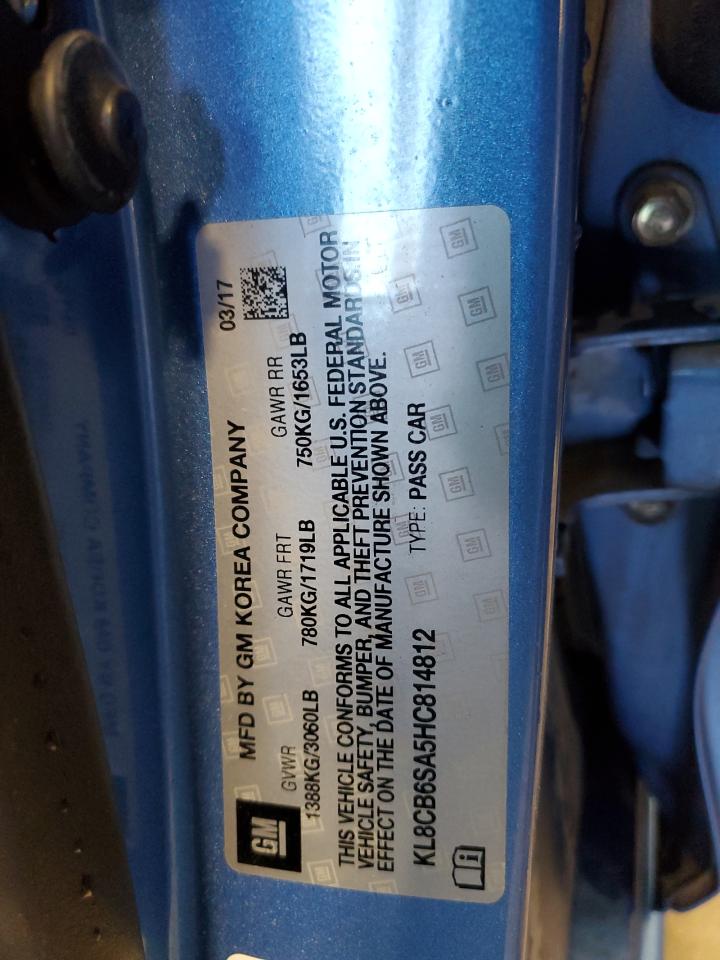 GM
MFD BY GM KOREA COMPANY 03/17
GVWR GAWR FRT GAWR RR
1388KG/3060LB 780KG/1719LB 750KG/1653LB
THIS VEHICLE CONFORMS TO ALL APPLICABLE U.S. FEDERAL MOTOR
VEHICLE SAFETY, BUMPER, AND THEFT PREVENTION STANDARDS IN
EFFECT ON THE DATE OF MANUFACTURE SHOWN ABOVE.
KL8CB6SA5HC814812 TYPE: PASS CAR